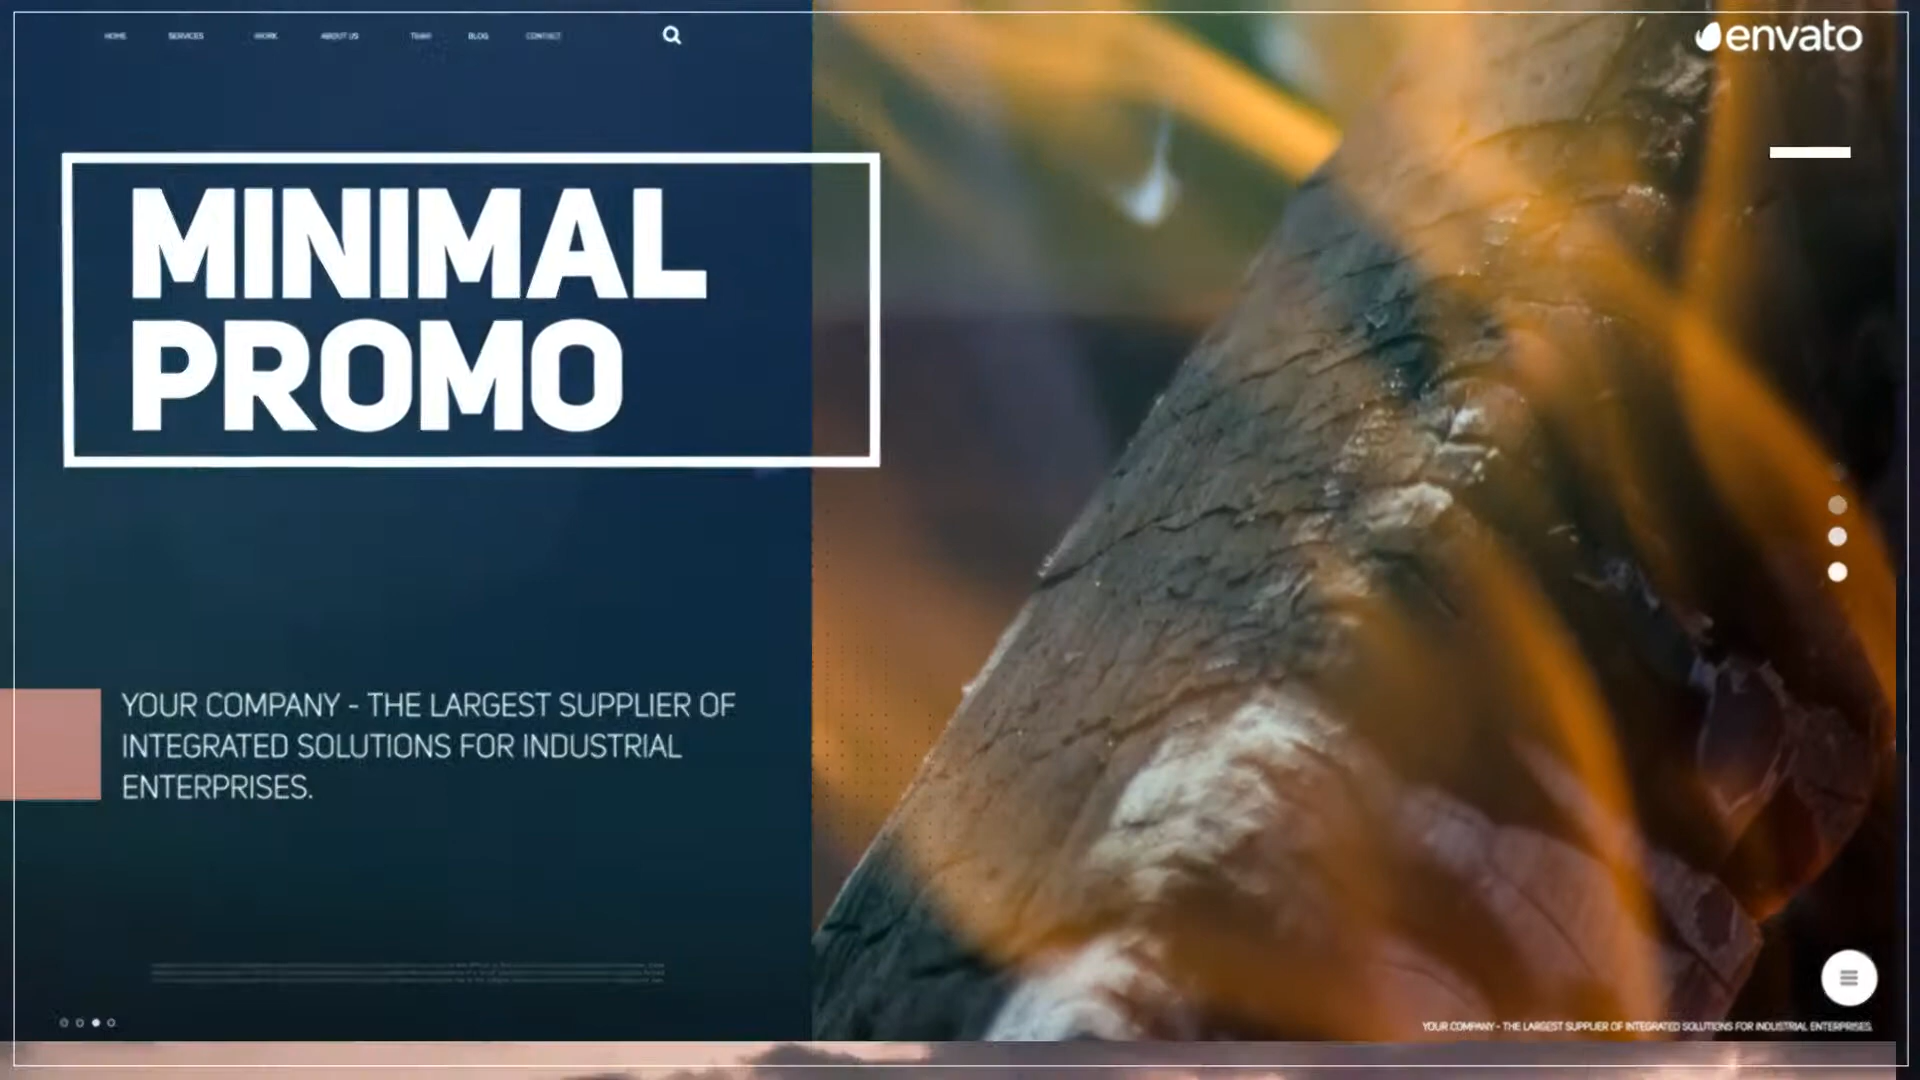 HOME SERVICES WORK ABOUT US TEAM BLOG CONTACT
envato
MINIMAL
PROMO
YOUR COMPANY - THE LARGEST SUPPLIER OF
INTEGRATED SOLUTIONS FOR INDUSTRIAL
ENTERPRISES.
YOUR COMPANY - THE LARGEST SUPPLIER OF INTEGRATED SOLUTIONS FOR INDUSTRIAL ENTERPRISES.